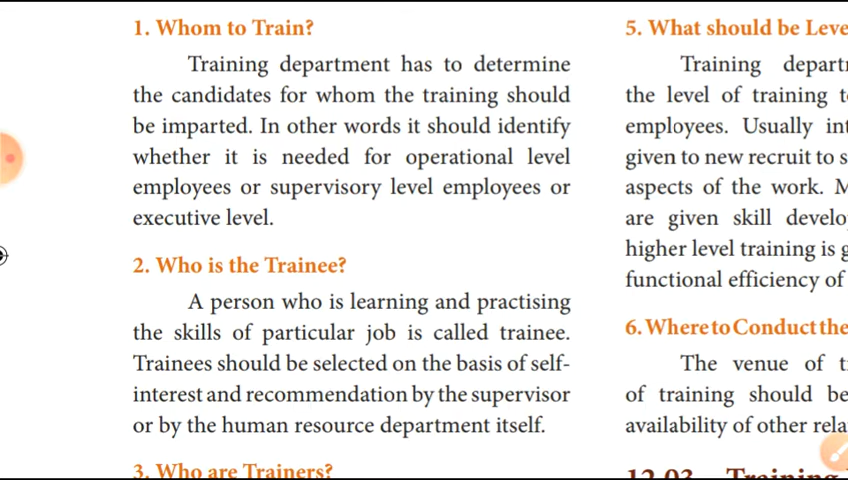 1. Whom to Train?
Training department has to determine
the candidates for whom the training should
be imparted. In other words it should identify
whether it is needed for operational level
employees or supervisory level employees or
executive level.
2. Who is the Trainee?
A person who is learning and practising
the skills of particular job is called trainee.
Trainees should be selected on the basis of self-
interest and recommendation by the supervisor
or by the human resource department itself.
3. Who are Trainers?
5. What should be Leve
Training depart
the level of training t
employees. Usually int
given to new recruit to s
aspects of the work. M
are given skill develo
higher level training is g
functional efficiency of
6. Where to Conduct the
The venue of t
of training should be
availability of other rela
12.03 Training